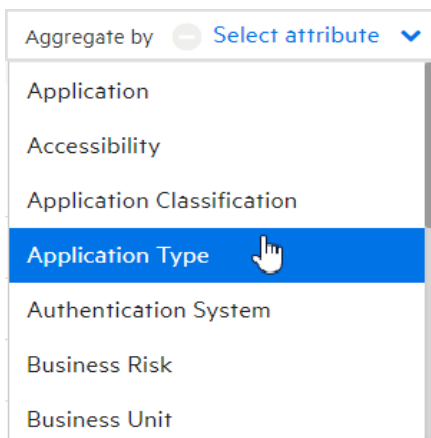 Aggregate by Select attribute
Application
Accessibility
Application Classification
Application Type
Authentication System
Business Risk
Business Unit